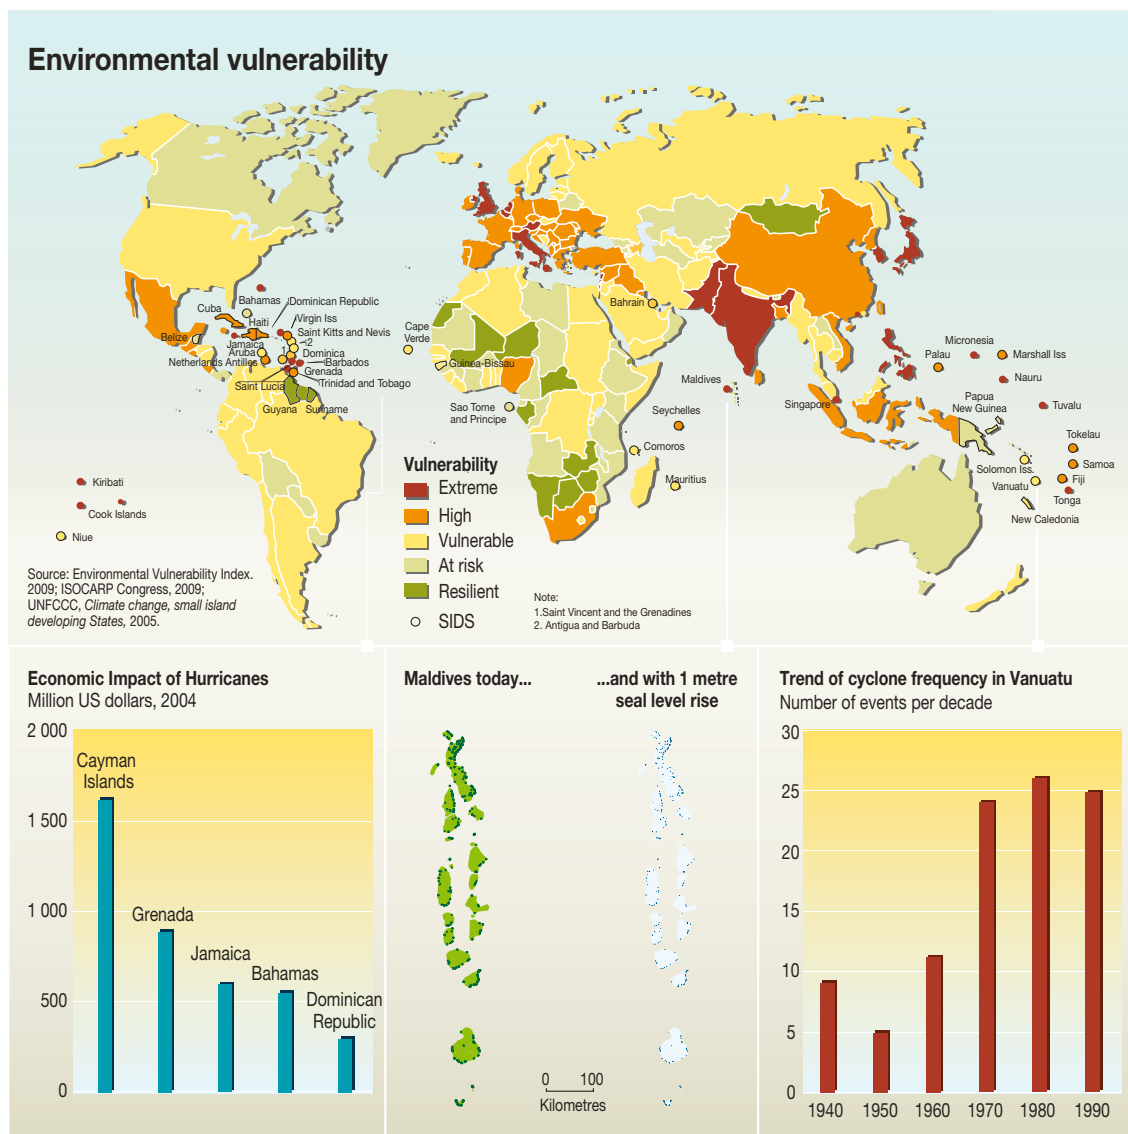 Environmental vulnerability
Bahamas
Dominican Republic
Cuba
Haiti
Virgin Iss
Saint Kitts and Nevis
Belize
Jamaica
2
1
Aruba
Dominica
Netherlands Antilles
Barbados
Grenada
Saint Lucia
Trinidad and Tobago
Guyana
Suriname
Cape
Verde
Guinea-Bissau
Sao Tome
and Principe
Bahrain
Maldives
Seychelles
Comoros
Mauritius
Singapore
Micronesia
Palau
Marshall Iss
Nauru
Papua
New Guinea
Tuvalu
Tokelau
Solomon Iss.
Samoa
Vanuatu
Fiji
Tonga
New Caledonia
Kiribati
Cook Islands
Niue
Vulnerability
Extreme
High
Vulnerable
At risk
Resilient
SIDS
Source: Environmental Vulnerability Index.
2009; ISOCARP Congress, 2009;
UNFCCC, Climate change, small island
developing States, 2005.
Note:
1.Saint Vincent and the Grenadines
2. Antigua and Barbuda
Economic Impact of Hurricanes
Million US dollars, 2004
2 000
1 500
1 000
500
0
Cayman
Islands
Grenada
Jamaica
Bahamas
Dominican
Republic
Maldives today...
...and with 1 metre
seal level rise
0 100
Kilometres
Trend of cyclone frequency in Vanuatu
Number of events per decade
30
25
20
15
10
5
0
1940 1950 1960 1970 1980 1990